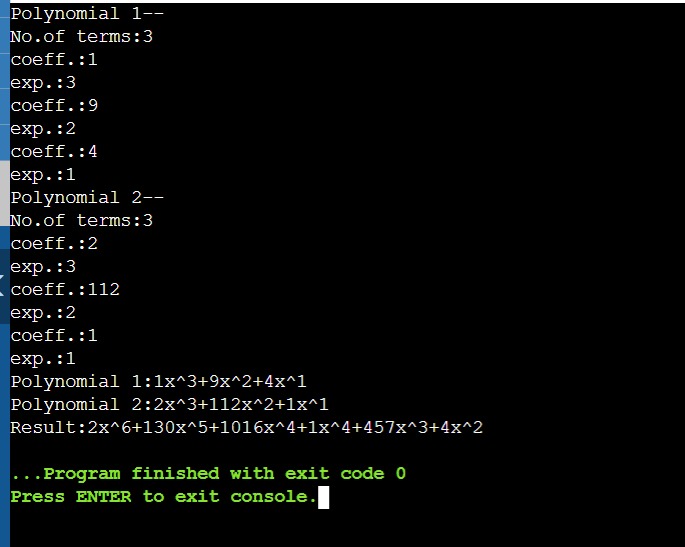 Polynomial 1--
No.of terms:3
coeff.:1
exp.:3
coeff.:9
exp.:2
coeff.:4
exp.:1
Polynomial 2--
No.of terms:3
coeff.:2
exp.:3
coeff.:112
exp.:2
coeff.:1
exp.:1
Polynomial 1:1x^3+9x^2+4x^1
Polynomial 2:2x^3+112x^2+1x^1
Result:2x^6+130x^5+1016x^4+1x^4+457x^3+4x^2
...Program finished with exit code 0
Press ENTER to exit console.